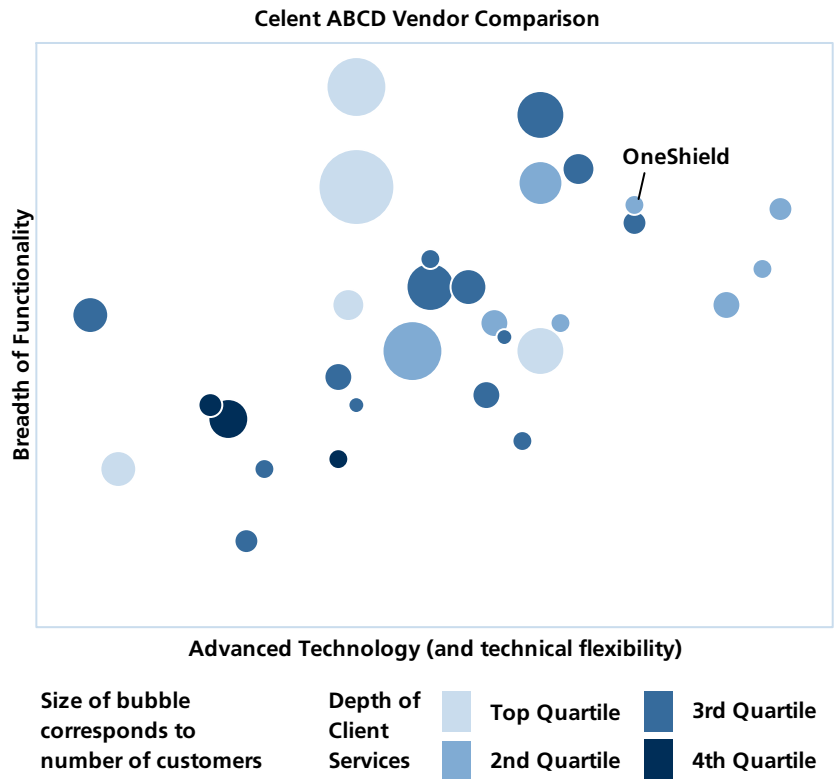 Celent ABCD Vendor Comparison
OneShield
Breadth of Functionality
Advanced Technology (and technical flexibility)
Size of bubble
corresponds to
number of customers
Depth of
Client
Services
Top Quartile
2nd Quartile
3rd Quartile
4th Quartile